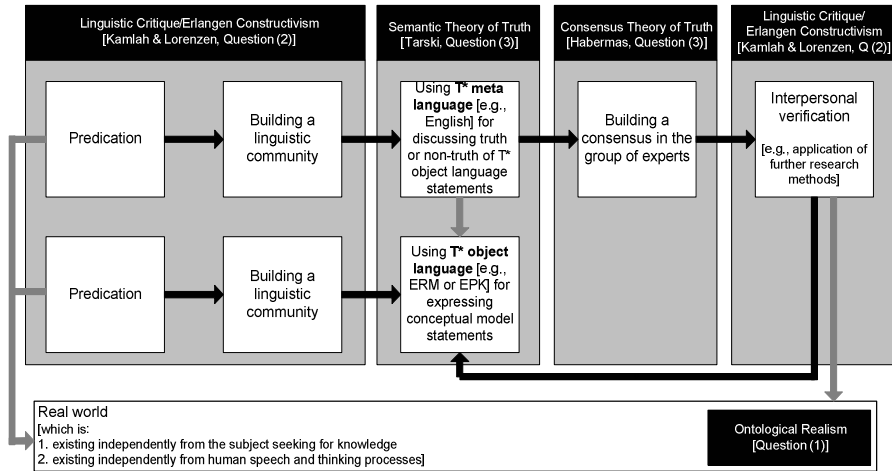 Linguistic Critique/Erlangen Constructivism
[Kamlah & Lorenzen, Question (2)]
Semantic Theory of Truth
[Tarski, Question (3)]
Consensus Theory of Truth
[Habermas, Question (3)]
Linguistic Critique/
Erlangen Constructivism
[Kamlah & Lorenzen, Q (2)]
Predication
Building a
linguistic
community
Using T* meta
language [e.g.,
English] for
discussing truth
or non-truth of T*
object language
statements
Building a
consensus in the
group of experts
Interpersonal
verification
[e.g., application of
further research
methods]
Predication
Building a
linguistic
community
Using T* object
language [e.g.,
ERM or EPK] for
expressing
conceptual model
statements
Real world
[which is:
1. existing independently from the subject seeking for knowledge
2. existing independently from human speech and thinking processes]
Ontological Realism
[Question (1)]